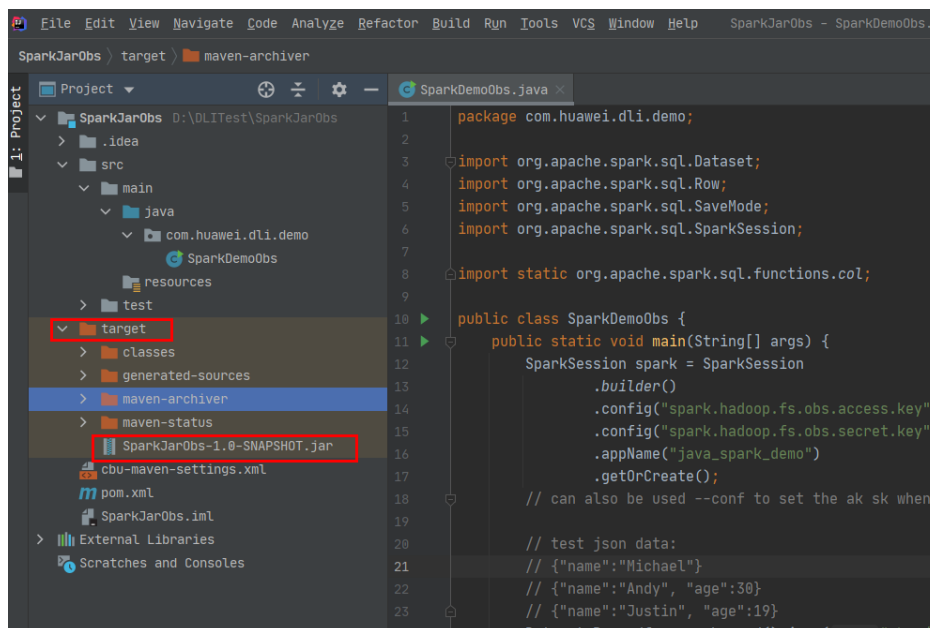 File Edit View Navigate Code Analyze Refactor Build Run Tools VCS Window Help SparkJarObs - SparkDemoObs.
SparkJarObs target maven-archiver
1: Project
Project
SparkJarObs D:\DLITest\SparkJarObs
.idea
src
main
java
com.huawei.dli.demo
SparkDemoObs
resources
test
target
classes
generated-sources
maven-archiver
maven-status
SparkJarObs-1.0-SNAPSHOT.jar
cbu-maven-settings.xml
pom.xml
SparkJarObs.iml
External Libraries
Scratches and Consoles
SparkDemoObs.java
1 package com.huawei.dli.demo;
2
3 import org.apache.spark.sql.Dataset;
4 import org.apache.spark.sql.Row;
5 import org.apache.spark.sql.SaveMode;
6 import org.apache.spark.sql.SparkSession;
7
8 import static org.apache.spark.sql.functions.col;
9
10 public class SparkDemoObs {
11 public static void main(String[] args) {
12 SparkSession spark = SparkSession
13 .builder()
14 .config("spark.hadoop.fs.obs.access.key"
15 .config("spark.hadoop.fs.obs.secret.key"
16 .appName("java_spark_demo")
17 .getOrCreate();
18 // can also be used --conf to set the ak sk when
19
20 // test json data:
21 // {"name":"Michael"}
22 // {"name":"Andy", "age":30}
23 // {"name":"Justin", "age":19}